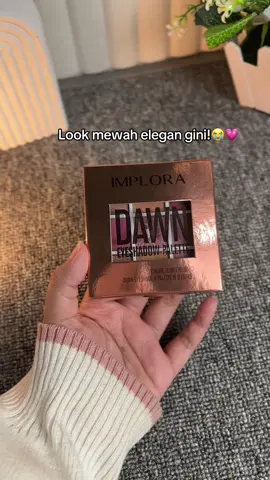 Look mewah elegan gini!😭💗
IMPLORA
DAWN
EYESHADOW PALETTE